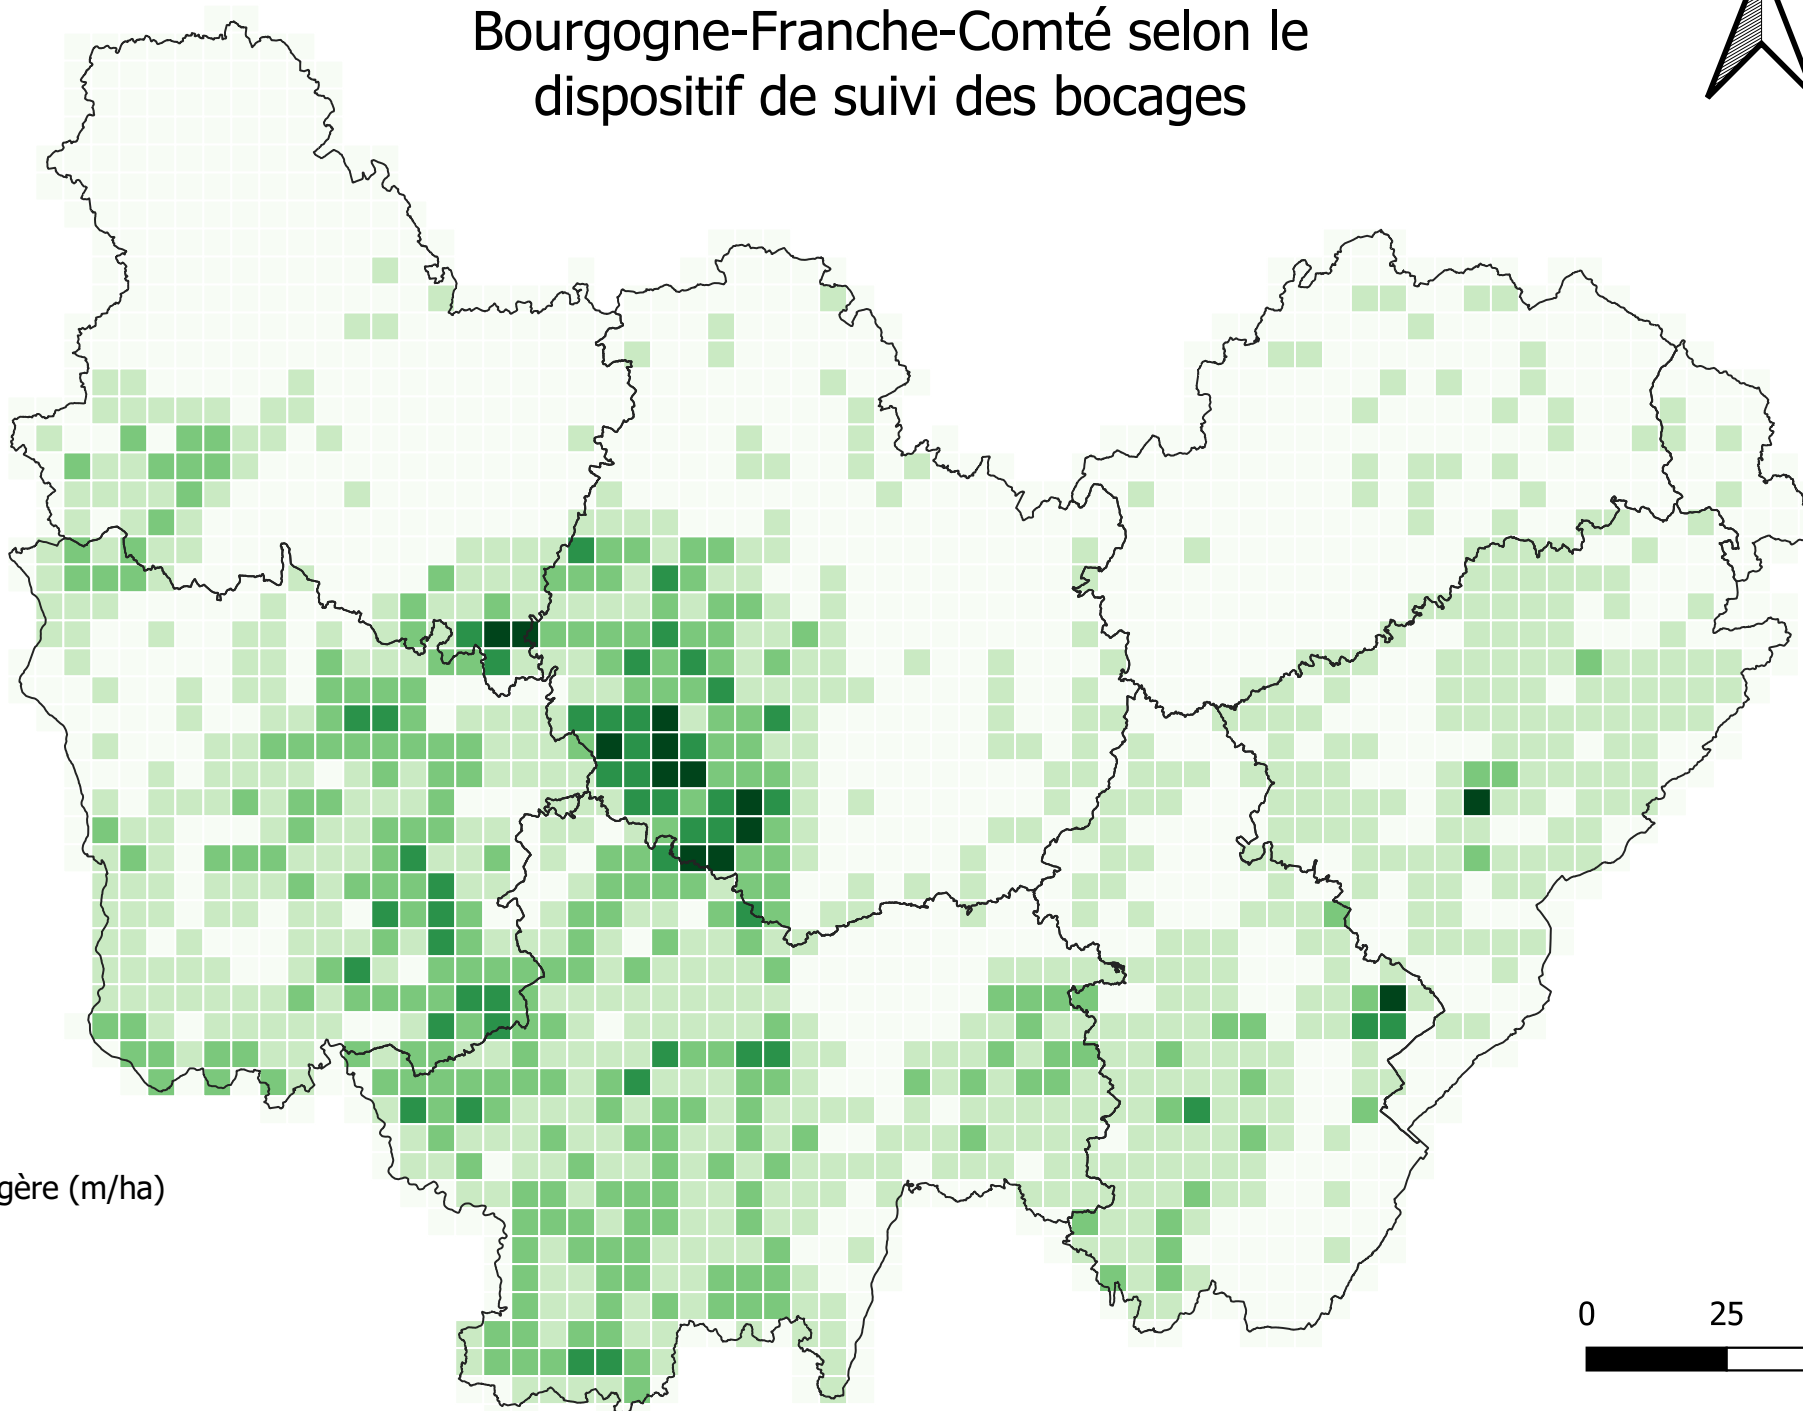 Bourgogne-Franche-Comté selon le
dispositif de suivi des bocages
gère (m/ha)
0 25